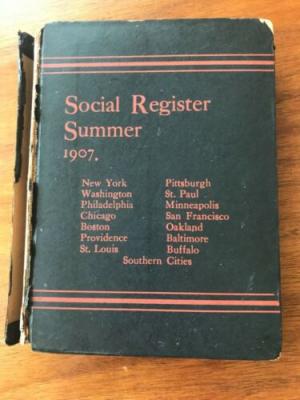 Social Register
Summer
1907.
New York Pittsburgh
Washington St. Paul
Philadelphia Minneapolis
Chicago San Francisco
Boston Oakland
Providence Baltimore
St. Louis Buffalo
Southern Cities